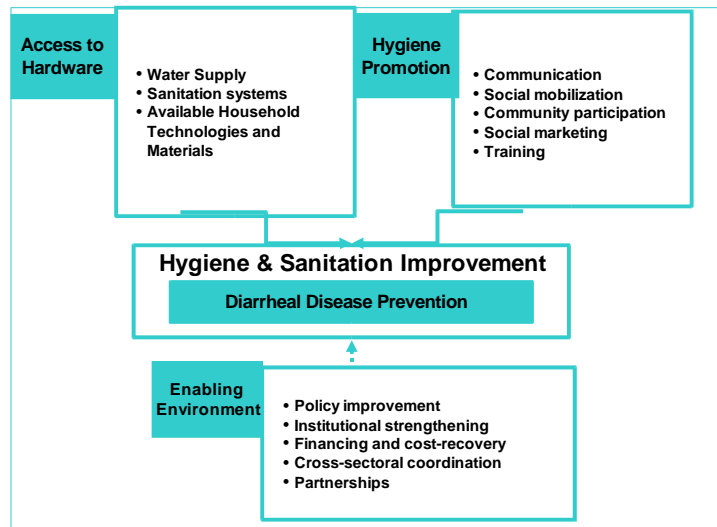 Access to
Hardware
• Water Supply
• Sanitation systems
• Available Household
Technologies and
Materials
Hygiene
Promotion
• Communication
• Social mobilization
• Community participation
• Social marketing
• Training
Hygiene & Sanitation Improvement
Diarrheal Disease Prevention
Enabling
Environment
• Policy improvement
• Institutional strengthening
• Financing and cost-recovery
• Cross-sectoral coordination
• Partnerships